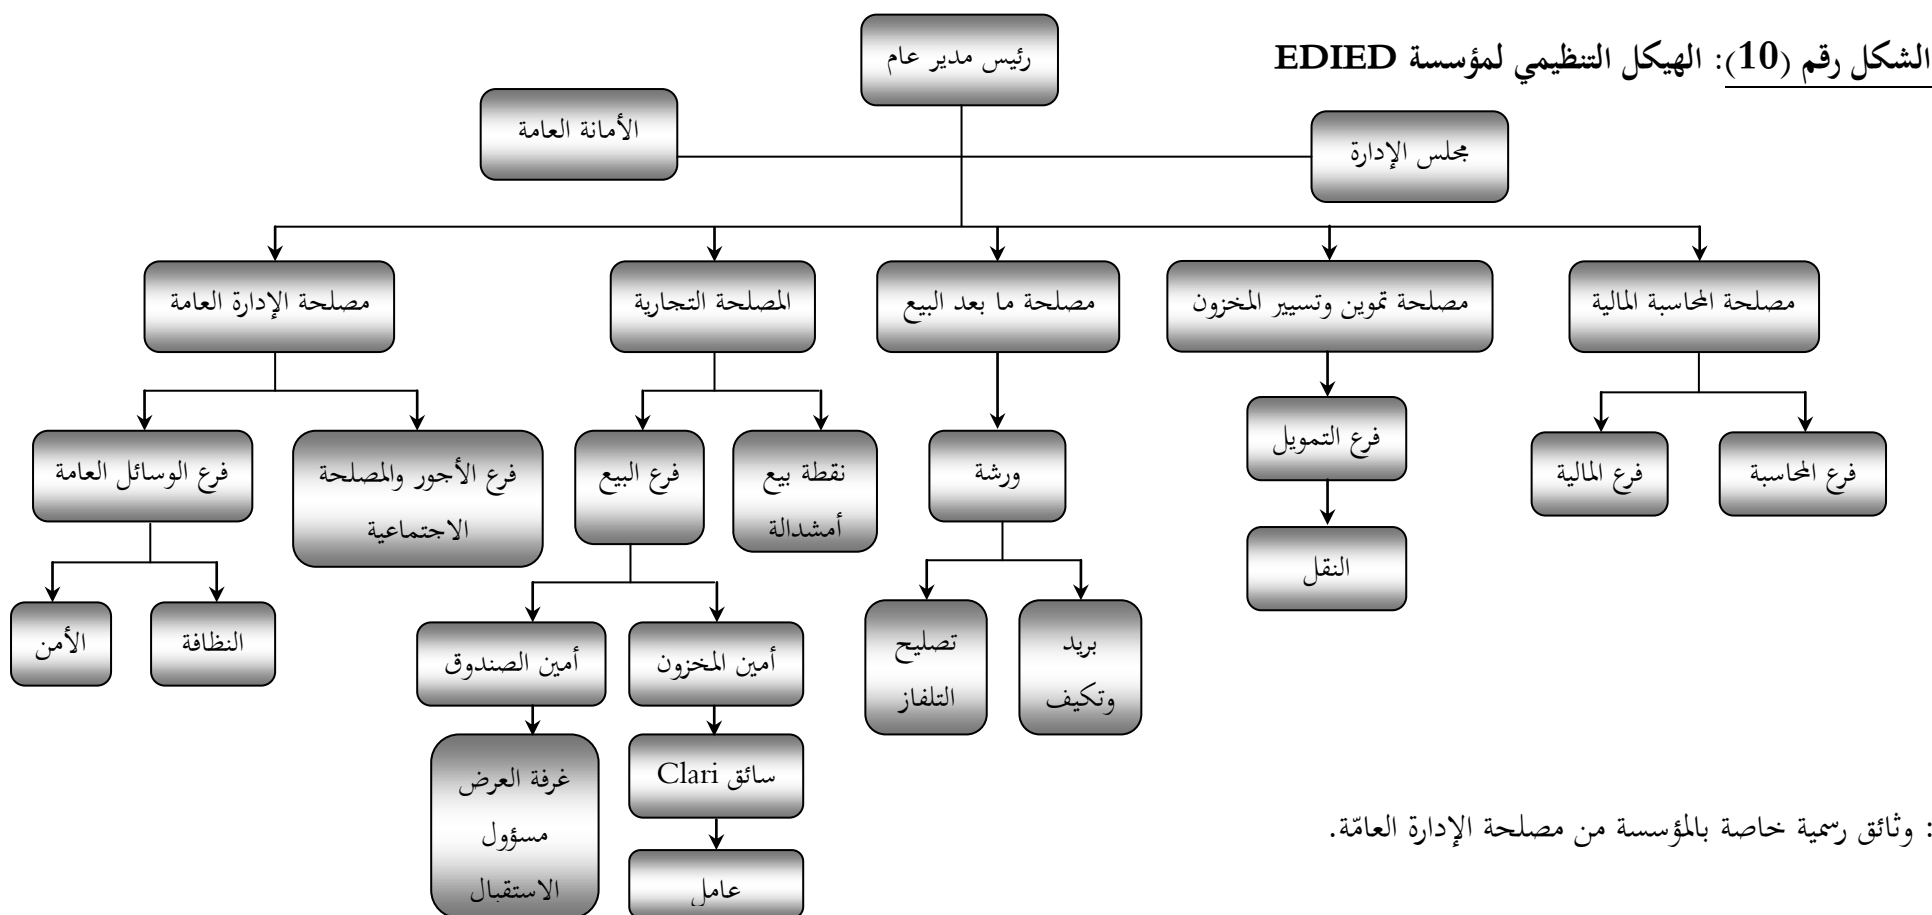 الشكل رقم (10): الهيكل التنظيمي لمؤسسة EDIED
رئيس مدير عام
الأمانة العامة
مجلس الإدارة
مصلحة المحاسبة المالية
مصلحة تموين وتسيير المخزون
مصلحة ما بعد البيع
المصلحة التجارية
مصلحة الإدارة العامة
فرع المحاسبة
فرع المالية
فرع التمويل
النقل
ورشة
بريد
وتكيف
تصليح
التلفاز
نقطة بيع
أمشدالة
فرع البيع
أمين المخزون
أمين الصندوق
سائق Clari
عامل
غرفة العرض
مسؤول
الاستقبال
فرع الأجور والمصلحة
الاجتماعية
فرع الوسائل العامة
النظافة
الأمن
: وثائق رسمية خاصة بالمؤسسة من مصلحة الإدارة العامّة.